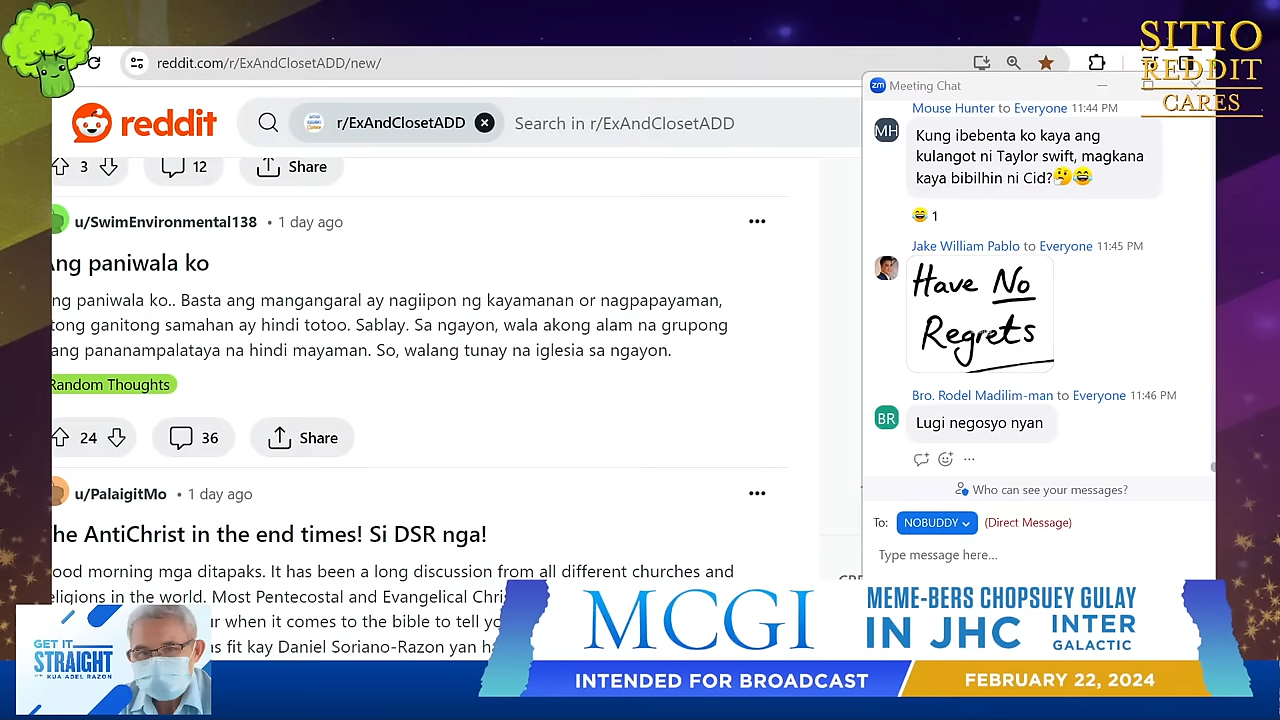 SITIO
REDDIT
CARES
reddit.com/r/ExAndClosetADD/new/
reddit
r/ExAndClosetADD
Search in r/ExAndClosetADD
3
12
Share
u/SwimEnvironmental138 • 1 day ago
ng paniwala ko
ng paniwala ko.. Basta ang mangangaral ay nagiipon ng kayamanan or nagpapayaman,
tong ganitong samahan ay hindi totoo. Sablay. Sa ngayon, wala akong alam na grupong
ang pananampalataya na hindi mayaman. So, walang tunay na iglesia sa ngayon.
Random Thoughts
24
36
Share
u/PalaigitMo • 1 day ago
he AntiChrist in the end times! Si DSR nga!
ood morning mga ditapaks. It has been a long discussion from all different churches and
eligions in the world. Most Pentecostal and Evangelical Chri
ur when it comes to the bible to tell yo
s fit kay Daniel Soriano-Razon yan h
zm Meeting Chat
Mouse Hunter to Everyone 11:44 PM
MH
Kung ibebenta ko kaya ang
kulangot ni Taylor swift, magkana
kaya bibilhin ni Cid?🤔😂
😂 1
Jake William Pablo to Everyone 11:45 PM
Have No
Regrets
Bro. Rodel Madilim-man to Everyone 11:46 PM
BR
Lugi negosyo nyan
Who can see your messages?
To: NOBUDDY (Direct Message)
Type message here...
GET IT
STRAIGHT
WITH KUA ADEL RAZON
MCGI
MEME-BERS CHOPSUEY GULAY
IN JHC INTER
GALACTIC
INTENDED FOR BROADCAST
FEBRUARY 22, 2024